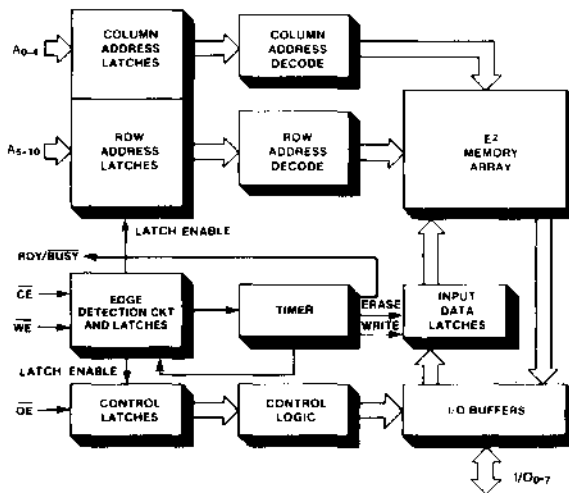 A0-4
COLUMN
ADDRESS
LATCHES
COLUMN
ADDRESS
DECODE
A5-10
ROW
ADDRESS
LATCHES
ROW
ADDRESS
DECODE
E²
MEMORY
ARRAY
LATCH ENABLE
RDY/BUSY
CE
WE
EDGE
DETECTION CKT
AND LATCHES
TIMER
ERASE
WRITE
INPUT
DATA
LATCHES
LATCH ENABLE
OE
CONTROL
LATCHES
CONTROL
LOGIC
I/O BUFFERS
I/O0-7